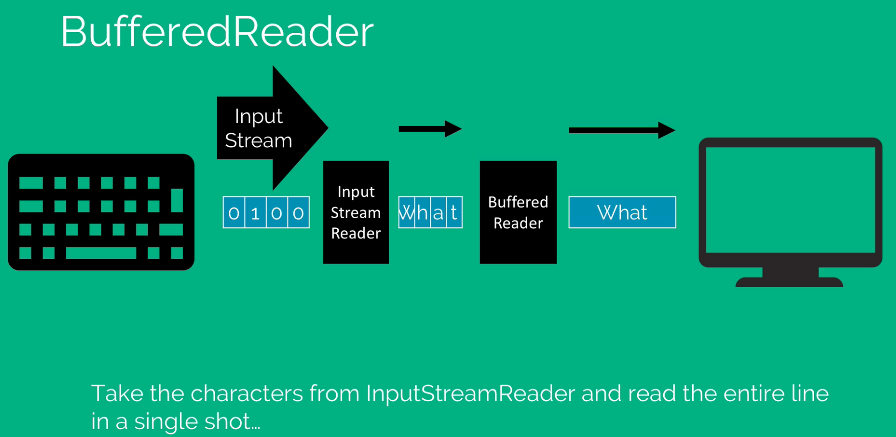 BufferedReader
Input
Stream
0 1 0 0
Input
Stream
Reader
W h a t
Buffered
Reader
What
Take the characters from InputStreamReader and read the entire line
in a single shot…